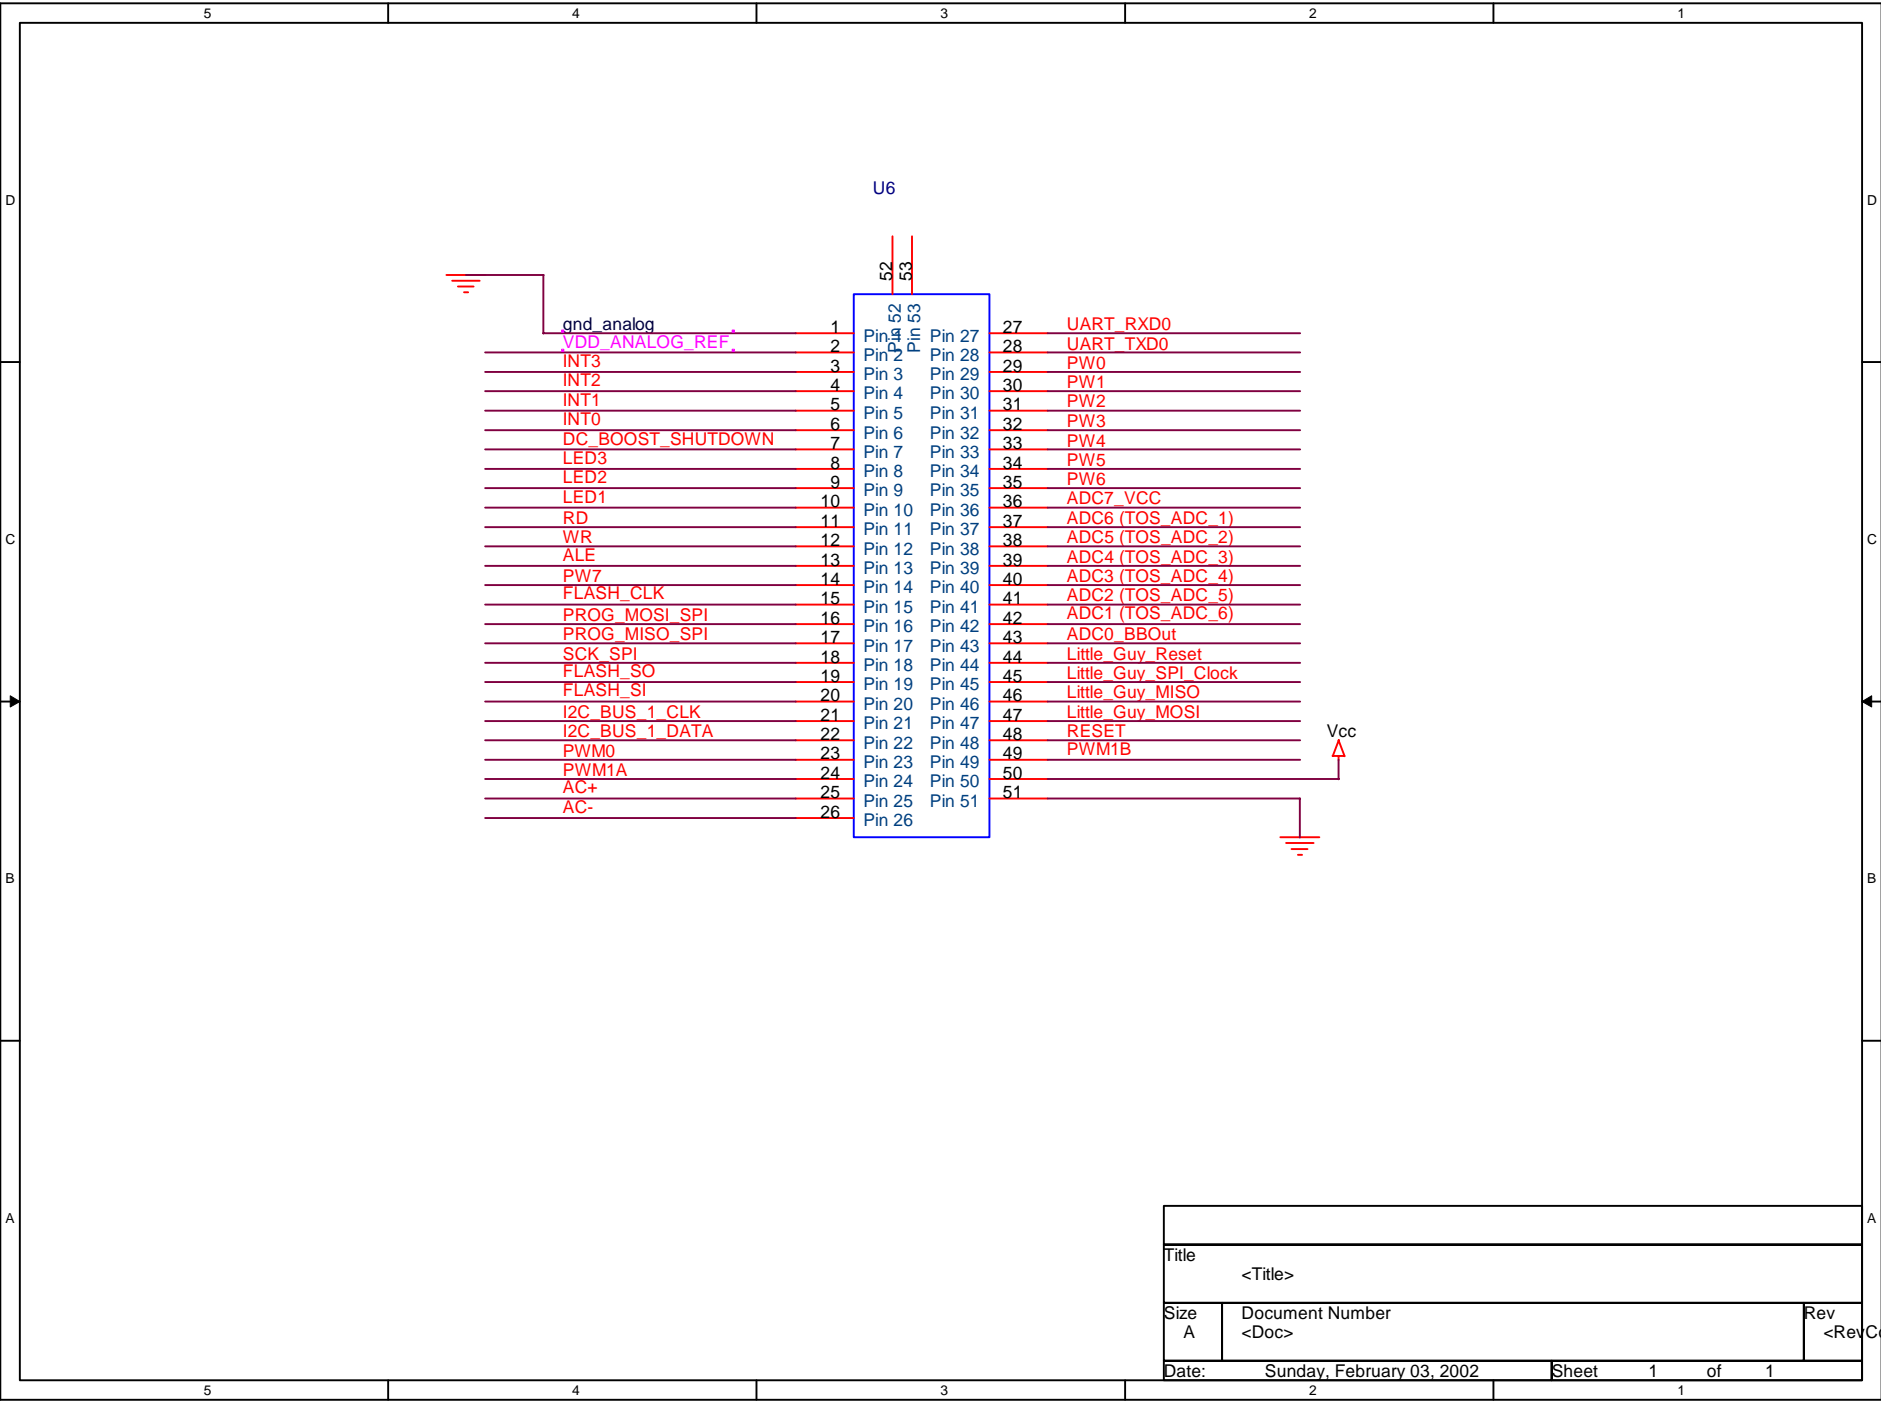 5 4 3 2 1
D D
C C
B B
A A
U6
52 53
Pin 52 Pin 53
gnd_analog 1 Pin 1 Pin 27 27 UART_RXD0
VDD_ANALOG_REF 2 Pin 2 Pin 28 28 UART_TXD0
INT3 3 Pin 3 Pin 29 29 PW0
INT2 4 Pin 4 Pin 30 30 PW1
INT1 5 Pin 5 Pin 31 31 PW2
INT0 6 Pin 6 Pin 32 32 PW3
DC_BOOST_SHUTDOWN 7 Pin 7 Pin 33 33 PW4
LED3 8 Pin 8 Pin 34 34 PW5
LED2 9 Pin 9 Pin 35 35 PW6
LED1 10 Pin 10 Pin 36 36 ADC7_VCC
RD 11 Pin 11 Pin 37 37 ADC6 (TOS_ADC_1)
WR 12 Pin 12 Pin 38 38 ADC5 (TOS_ADC_2)
ALE 13 Pin 13 Pin 39 39 ADC4 (TOS_ADC_3)
PW7 14 Pin 14 Pin 40 40 ADC3 (TOS_ADC_4)
FLASH_CLK 15 Pin 15 Pin 41 41 ADC2 (TOS_ADC_5)
PROG_MOSI_SPI 16 Pin 16 Pin 42 42 ADC1 (TOS_ADC_6)
PROG_MISO_SPI 17 Pin 17 Pin 43 43 ADC0_BBOut
SCK_SPI 18 Pin 18 Pin 44 44 Little_Guy_Reset
FLASH_SO 19 Pin 19 Pin 45 45 Little_Guy_SPI_Clock
FLASH_SI 20 Pin 20 Pin 46 46 Little_Guy_MISO
I2C_BUS_1_CLK 21 Pin 21 Pin 47 47 Little_Guy_MOSI
I2C_BUS_1_DATA 22 Pin 22 Pin 48 48 RESET
PWM0 23 Pin 23 Pin 49 49 PWM1B
PWM1A 24 Pin 24 Pin 50 50 Vcc
AC+ 25 Pin 25 Pin 51 51
AC- 26 Pin 26
Title
<Title>
Size Document Number Rev
A <Doc> <RevCo
Date: Sunday, February 03, 2002 Sheet 1 of 1
5 4 3 2 1